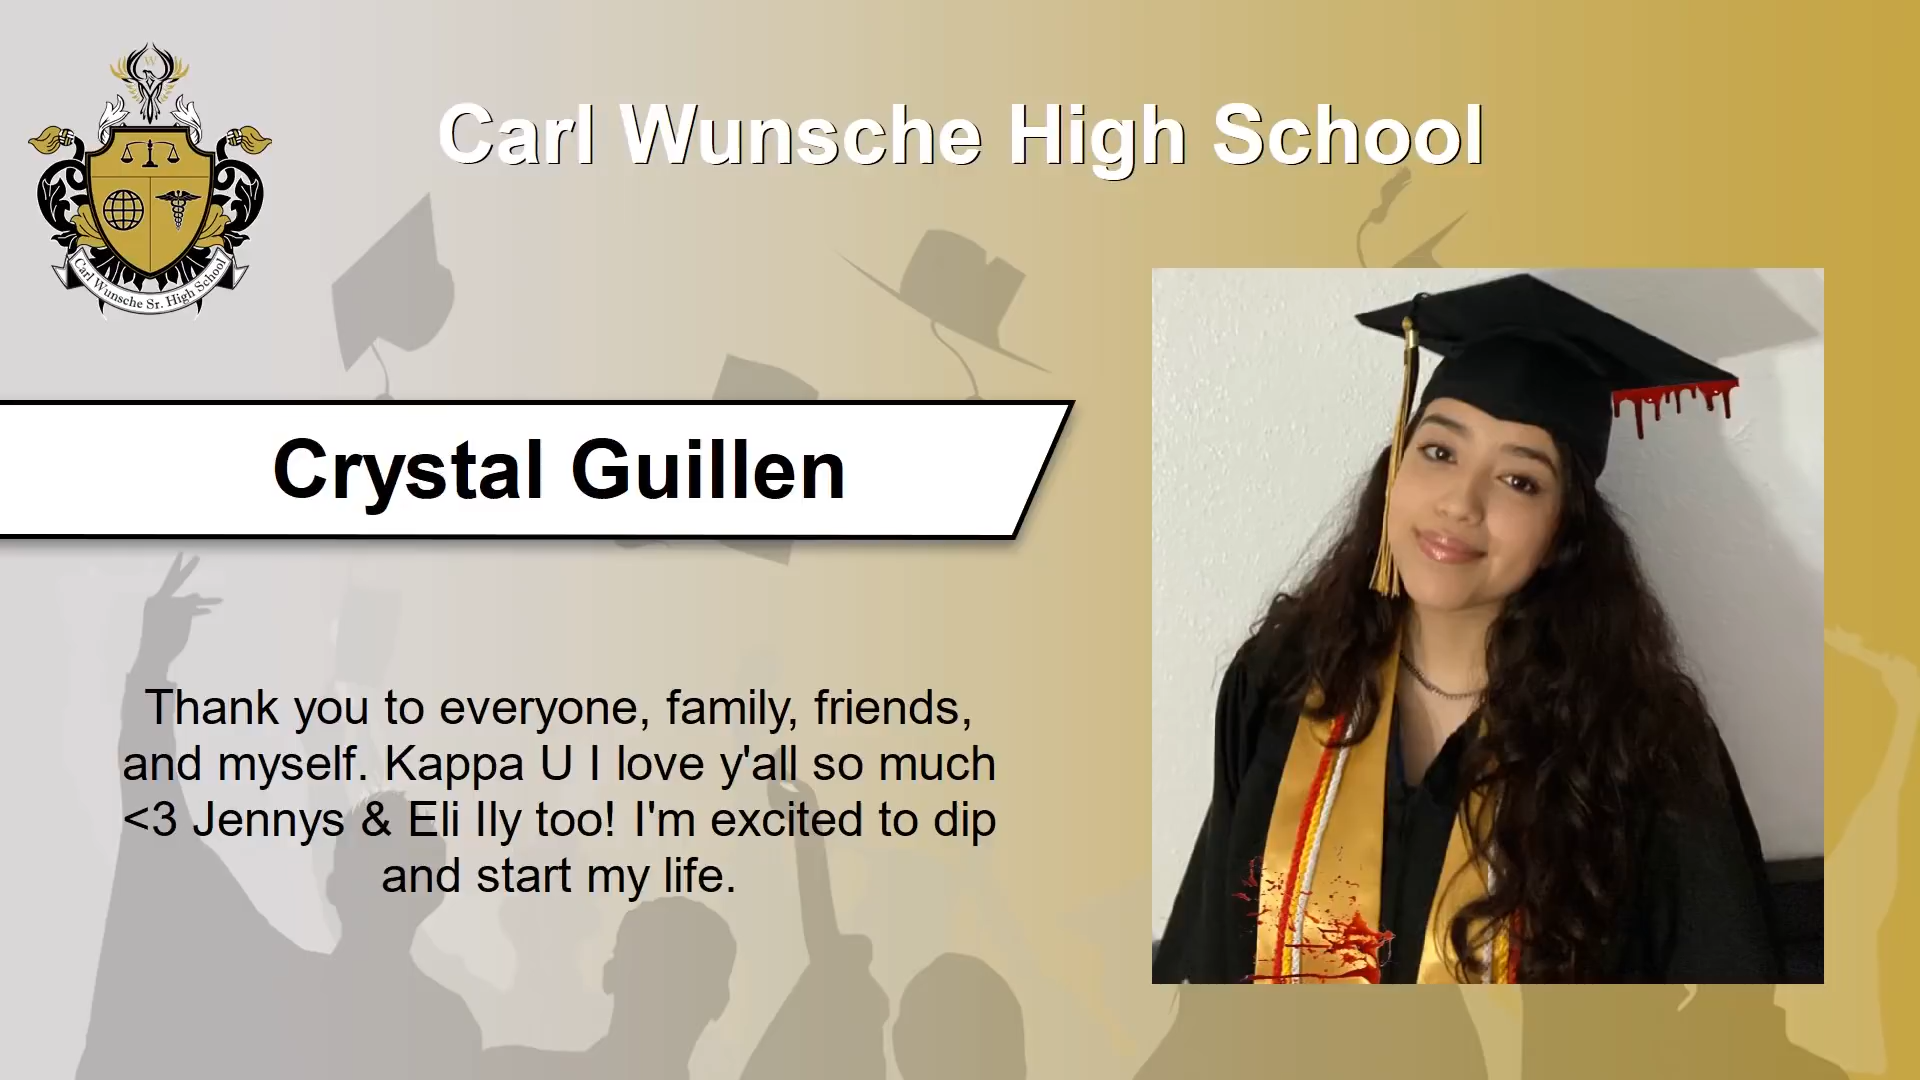 W
Carl Wunsche Sr. High School
Carl Wunsche High School
Crystal Guillen
Thank you to everyone, family, friends,
and myself. Kappa U I love y'all so much
<3 Jennys & Eli Ily too! I'm excited to dip
and start my life.